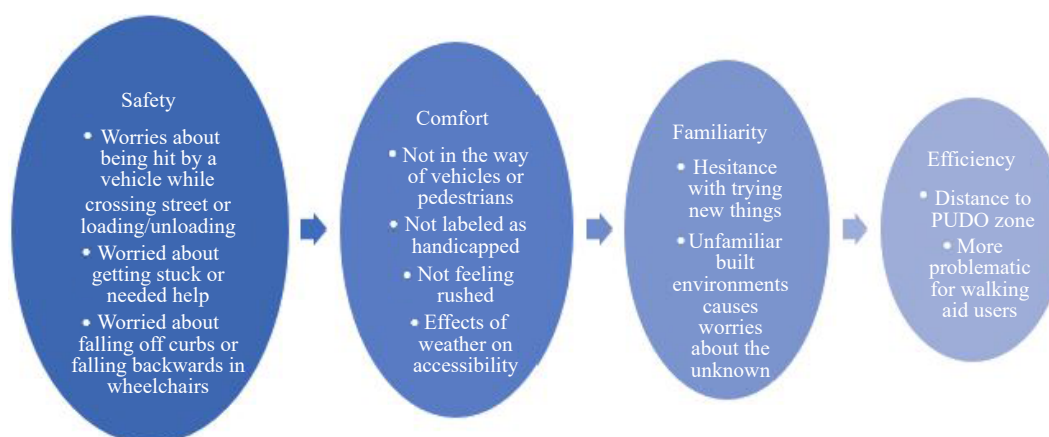 Safety
• Worries about
being hit by a
vehicle while
crossing street or
loading/unloading
• Worried about
getting stuck or
needed help
• Worried about
falling off curbs or
falling backwards in
wheelchairs
Comfort
• Not in the way
of vehicles or
pedestrians
• Not labeled as
handicapped
• Not feeling
rushed
• Effects of
weather on
accessibility
Familiarity
• Hesitance
with trying
new things
• Unfamiliar
built
environments
causes
worries
about the
unknown
Efficiency
• Distance to
PUDO zone
• More
problematic
for walking
aid users